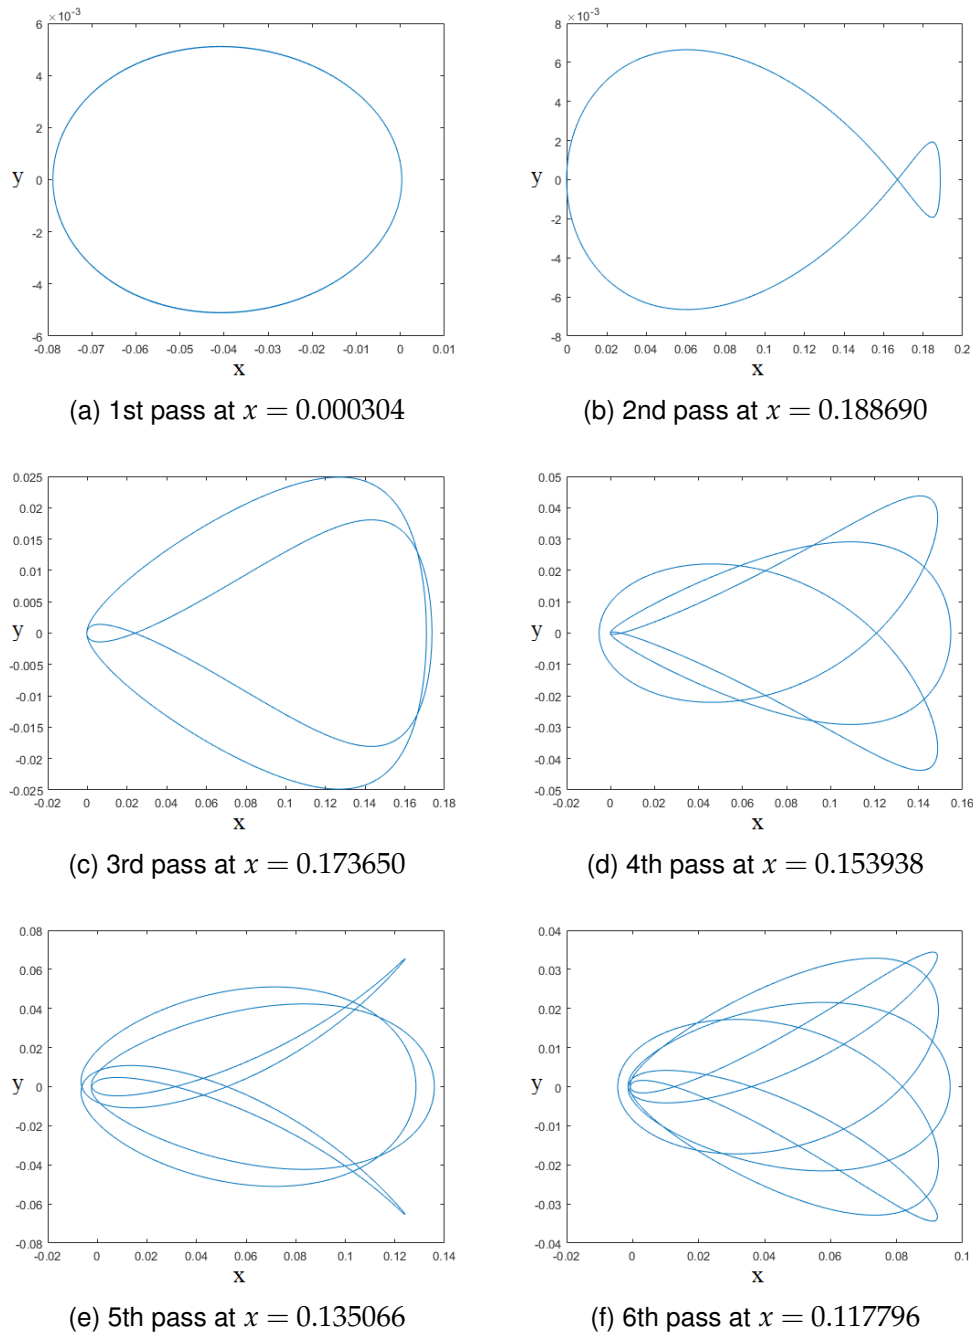 ×10⁻³
6
4
2
y 0
-2
-4
-6
-0.08 -0.07 -0.06 -0.05 -0.04 -0.03 -0.02 -0.01 0 0.01
x
(a) 1st pass at x = 0.000304
×10⁻³
8
6
4
2
y 0
-2
-4
-6
-8
0 0.02 0.04 0.06 0.08 0.1 0.12 0.14 0.16 0.18 0.2
x
(b) 2nd pass at x = 0.188690
0.025
0.02
0.015
0.01
0.005
y 0
-0.005
-0.01
-0.015
-0.02
-0.025
-0.02 0 0.02 0.04 0.06 0.08 0.1 0.12 0.14 0.16 0.18
x
(c) 3rd pass at x = 0.173650
0.05
0.04
0.03
0.02
0.01
y 0
-0.01
-0.02
-0.03
-0.04
-0.05
-0.02 0 0.02 0.04 0.06 0.08 0.1 0.12 0.14 0.16
x
(d) 4th pass at x = 0.153938
0.08
0.06
0.04
0.02
y 0
-0.02
-0.04
-0.06
-0.08
-0.02 0 0.02 0.04 0.06 0.08 0.1 0.12 0.14
x
(e) 5th pass at x = 0.135066
0.04
0.03
0.02
0.01
y 0
-0.01
-0.02
-0.03
-0.04
-0.02 0 0.02 0.04 0.06 0.08 0.1
x
(f) 6th pass at x = 0.117796